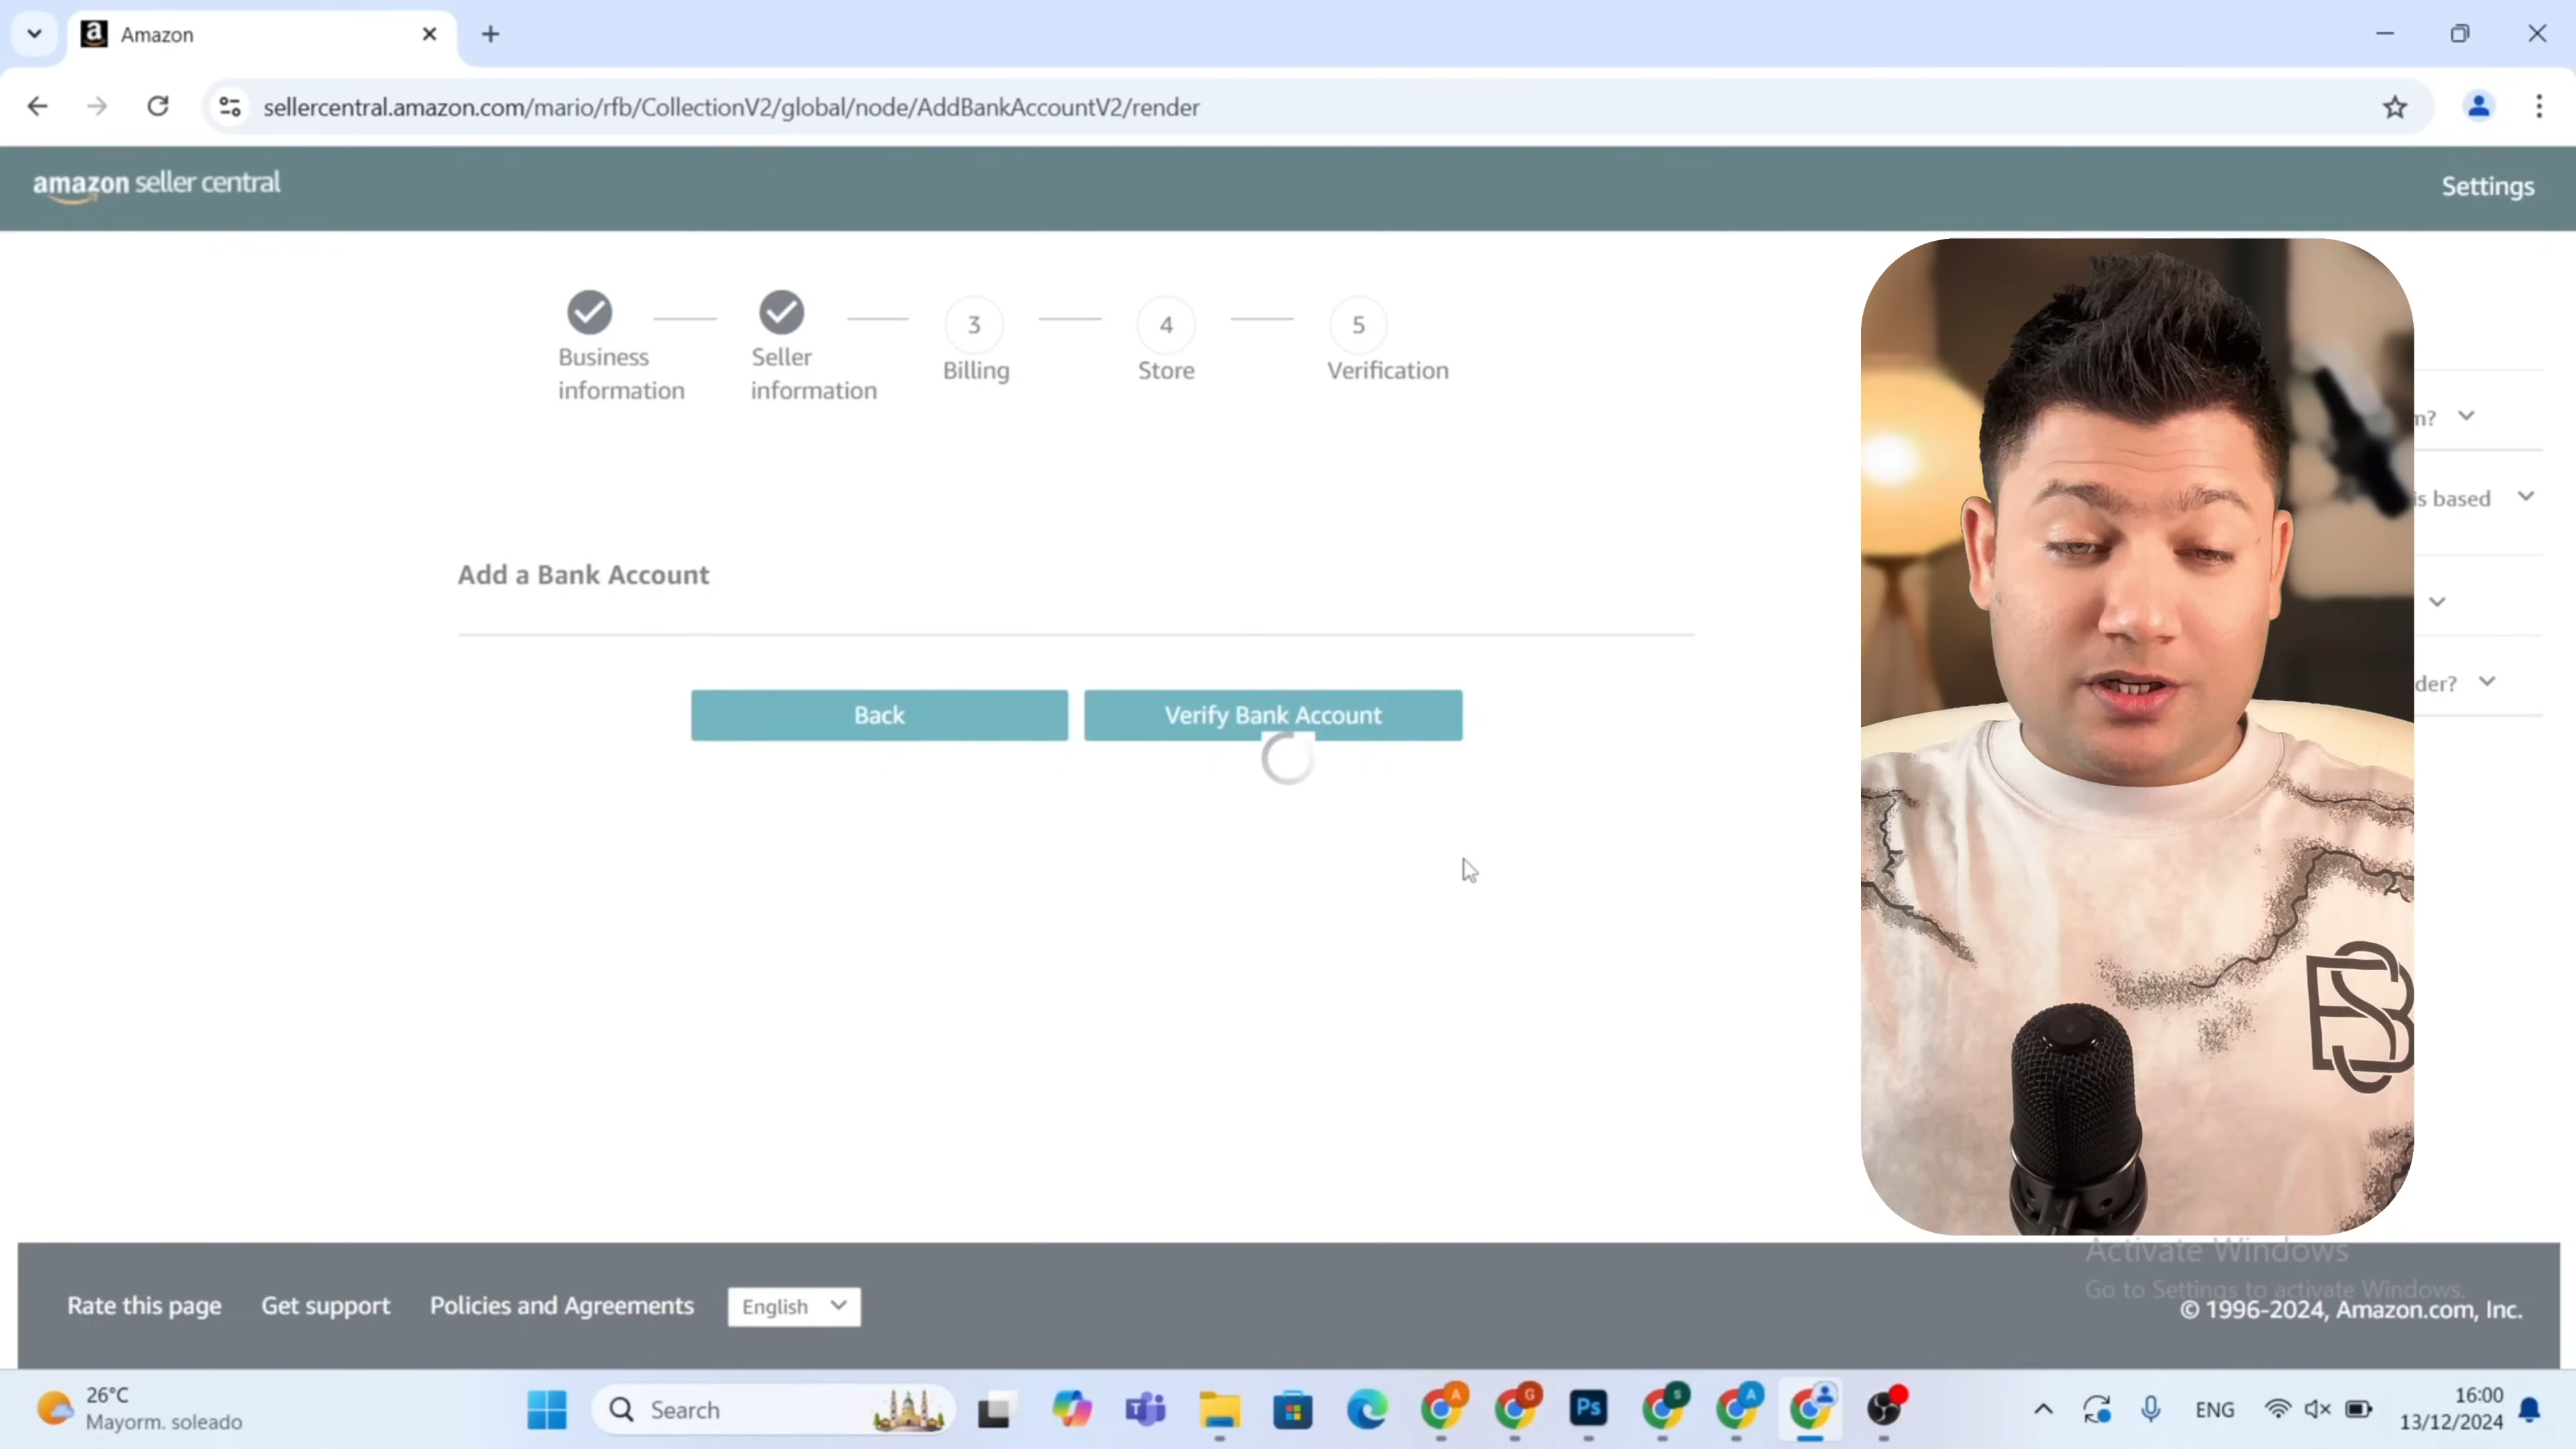 Amazon
sellercentral.amazon.com/mario/rfb/CollectionV2/global/node/AddBankAccountV2/render
amazon seller central
Settings
Business information
Seller information
3
Billing
4
Store
5
Verification
Add a Bank Account
Back
Verify Bank Account
is based
Activate Windows
Go to Settings to activate Windows.
Rate this page
Get support
Policies and Agreements
English
© 1996-2024, Amazon.com, Inc.
26°C
Mayorm. soleado
Search
T
A
G
Ps
S
A
ENG
16:00
13/12/2024